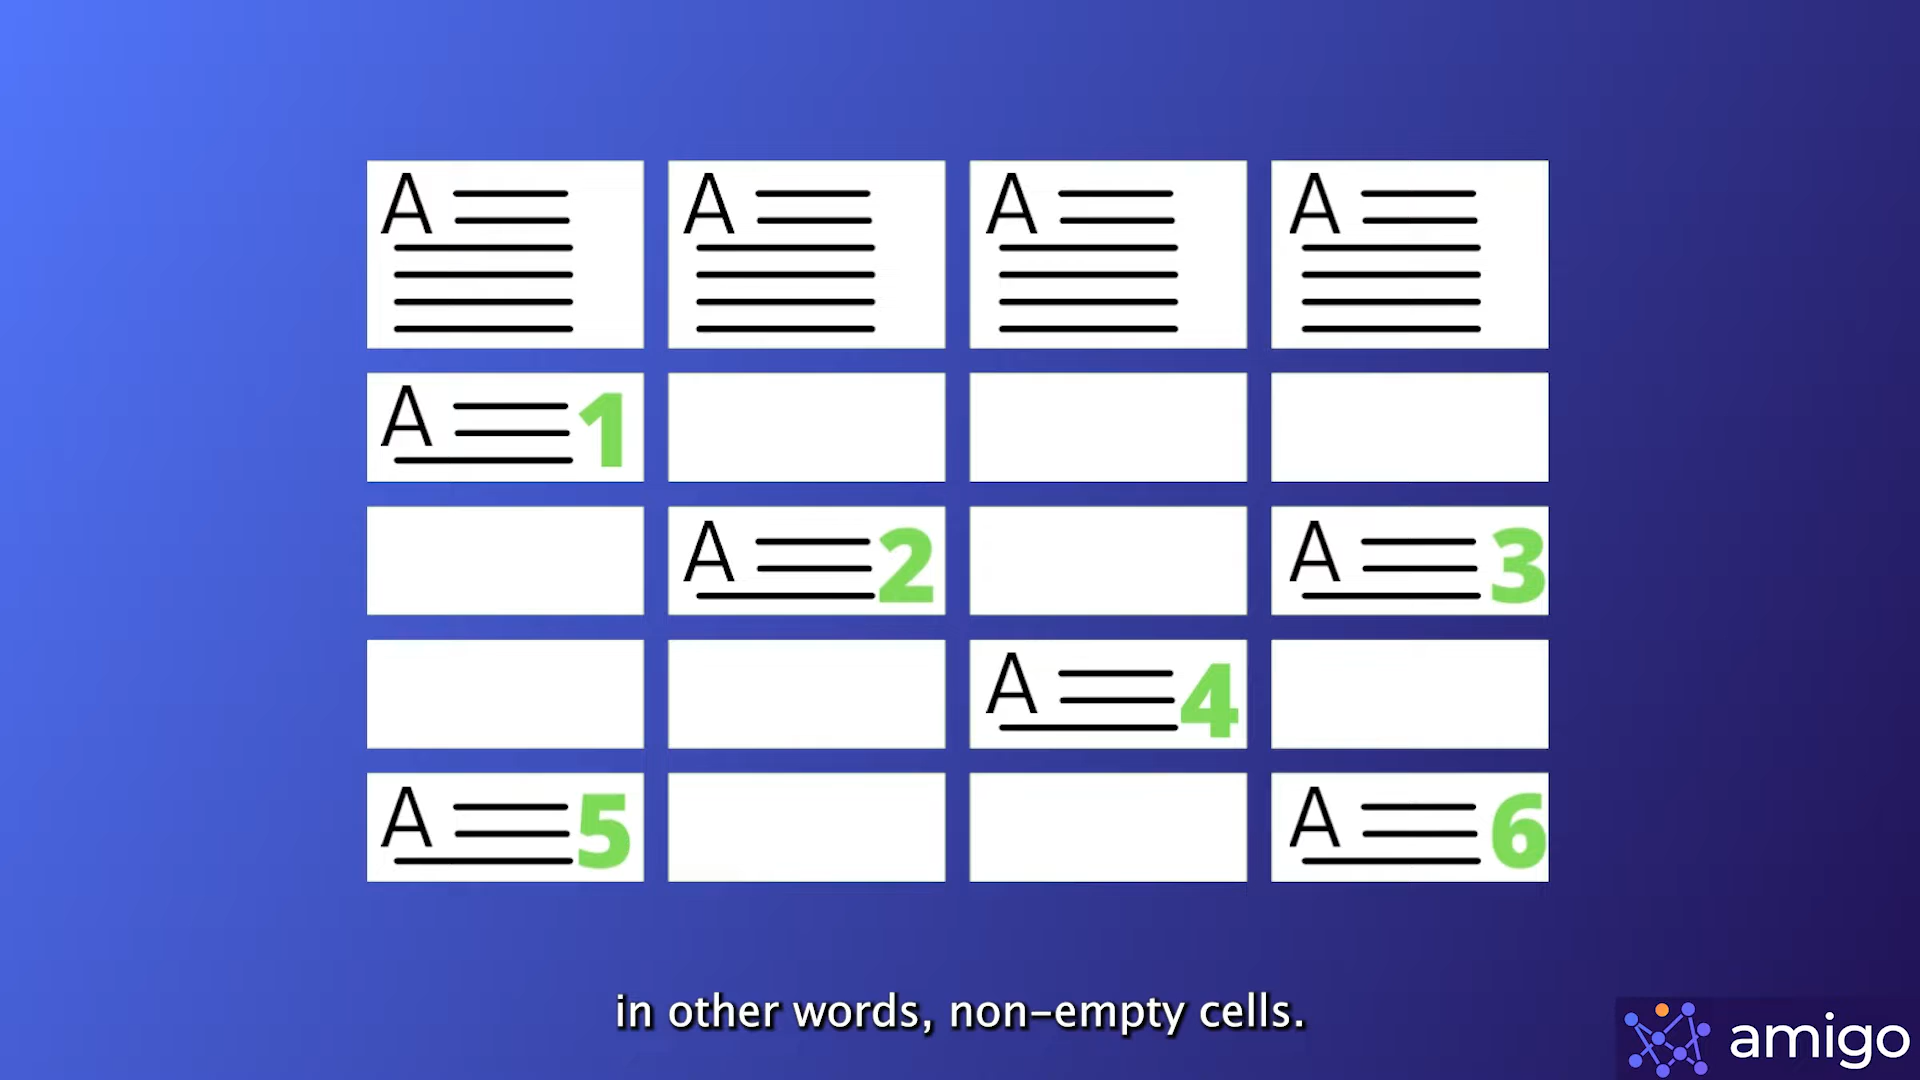 A A A A
A 1
A 2 A 3
A 4
A 5 A 6
in other words, non-empty cells.
amigo